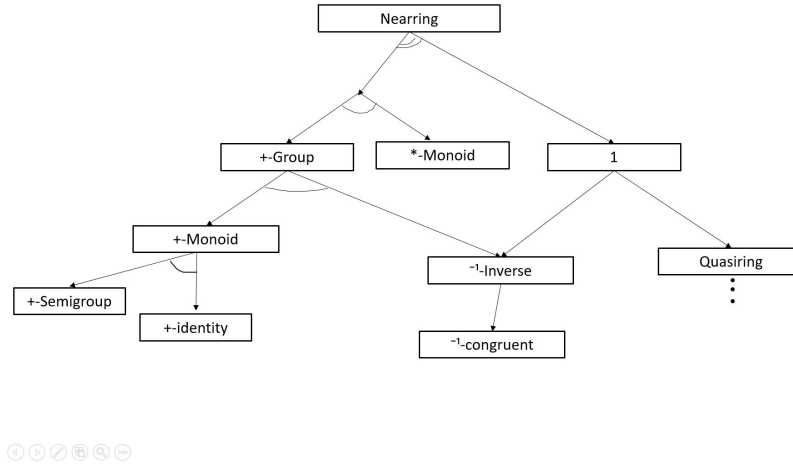 Nearring
+-Group
*-Monoid
1
+-Monoid
⁻¹-Inverse
Quasiring
+-Semigroup
+-identity
⁻¹-congruent